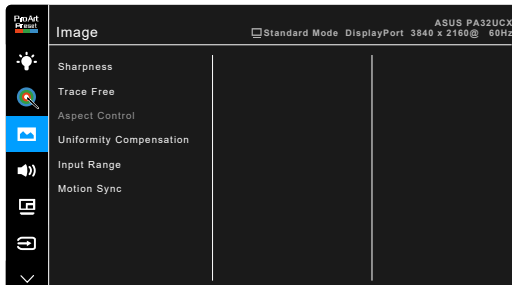 ProArt
Preset
Image
ASUS PA32UCX
Standard Mode DisplayPort 3840 x 2160@ 60Hz
Sharpness
Trace Free
Aspect Control
Uniformity Compensation
Input Range
Motion Sync